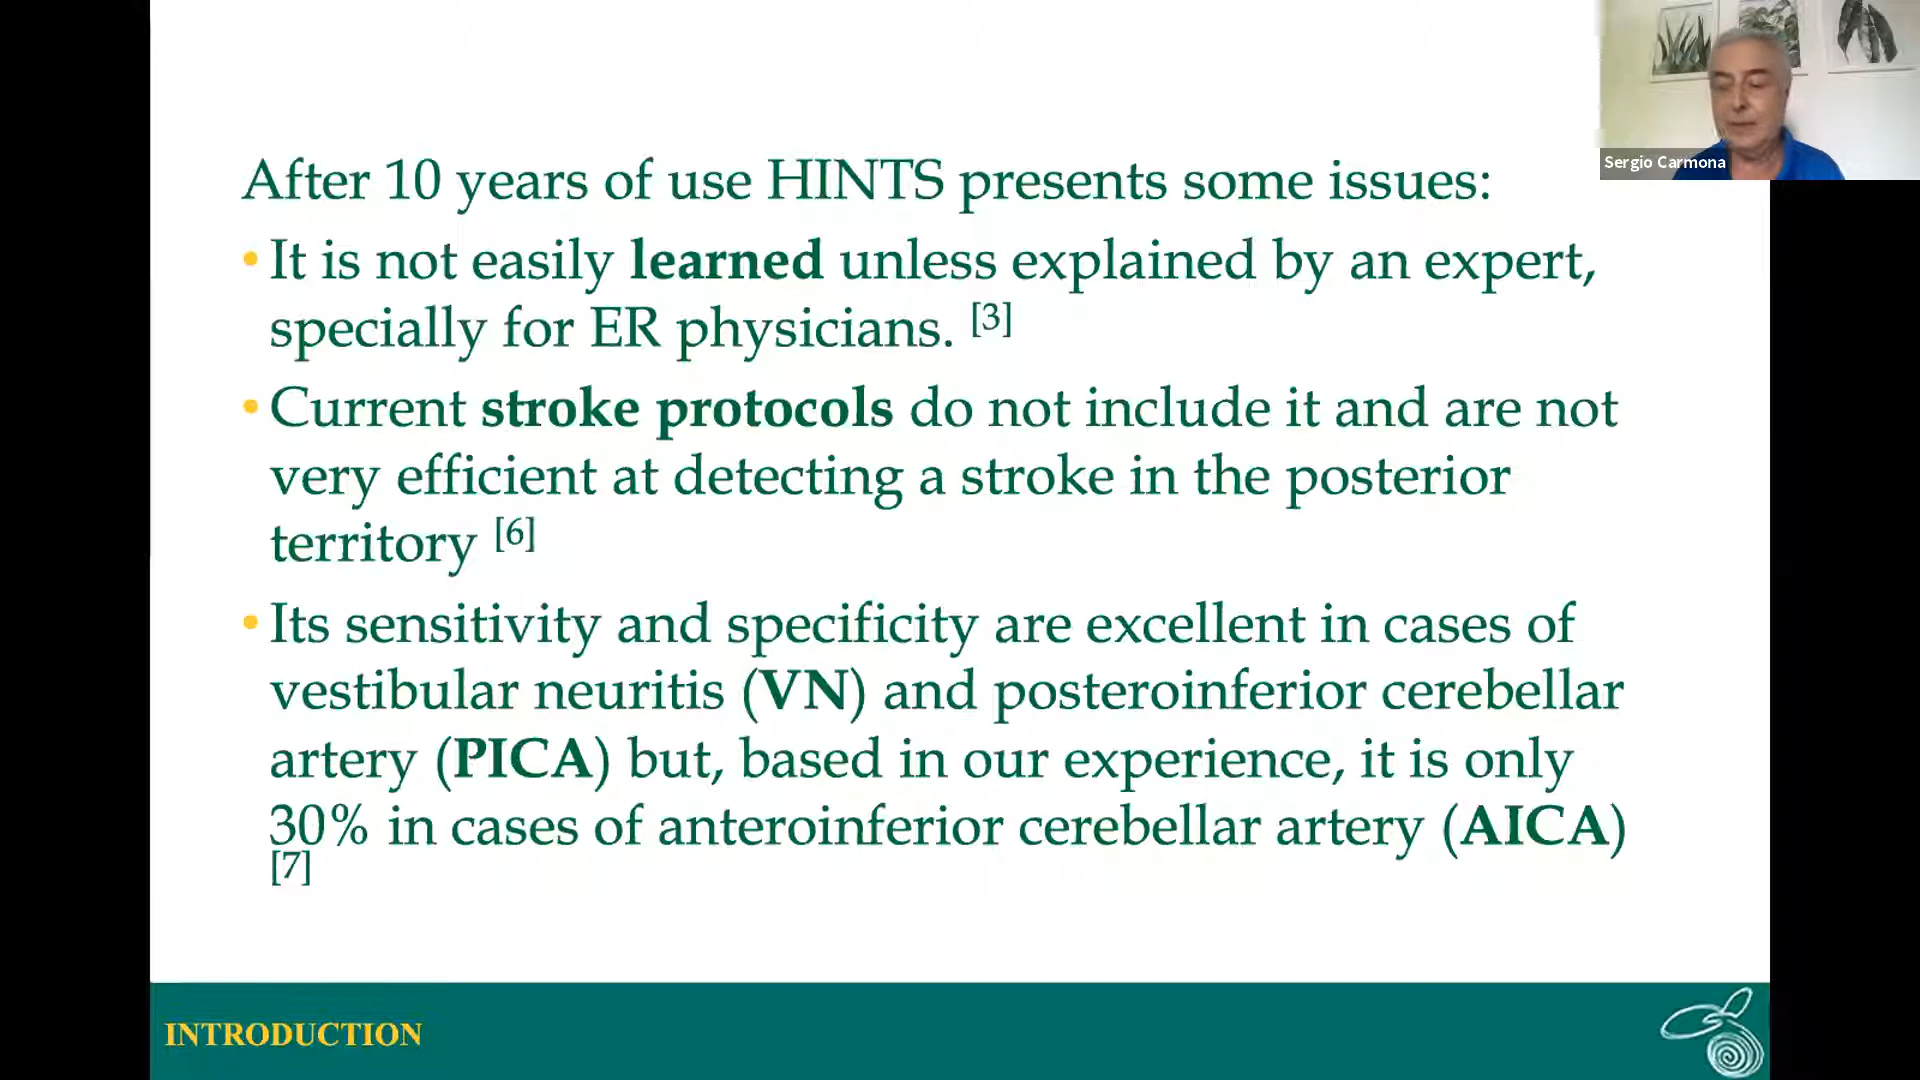 Sergio Carmona
After 10 years of use HINTS presents some issues:
• It is not easily learned unless explained by an expert,
specially for ER physicians. [3]
• Current stroke protocols do not include it and are not
very efficient at detecting a stroke in the posterior
territory [6]
• Its sensitivity and specificity are excellent in cases of
vestibular neuritis (VN) and posteroinferior cerebellar
artery (PICA) but, based in our experience, it is only
30% in cases of anteroinferior cerebellar artery (AICA)
[7]
INTRODUCTION